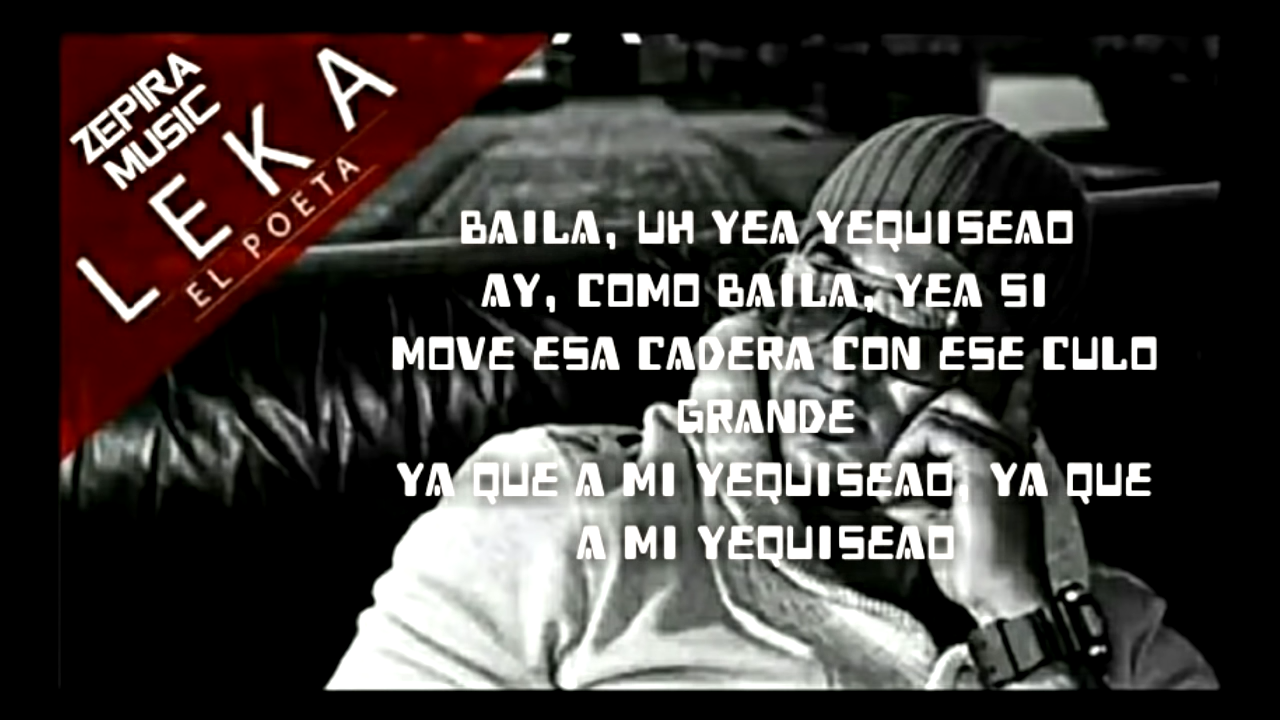 ZEPIRA
MUSIC
LEKA
EL POETA
BAILA, UH YEA YEQUISEAO
AY, COMO BAILA, YEA SI
MOVE ESA CADERA CON ESE CULO
GRANDE
YA QUE A MI YEQUISEAO, YA QUE
A MI YEQUISEAO